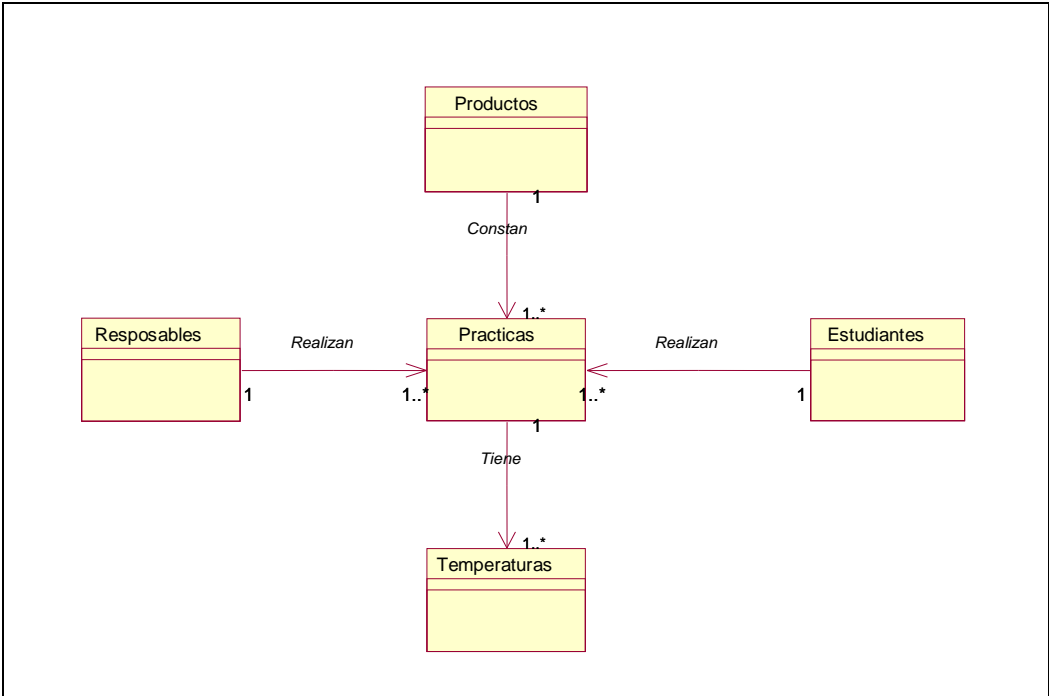 Productos
1
Constan
1..*
Resposables
Realizan
Practicas
Realizan
Estudiantes
1
1..*
1..*
1
1
Tiene
1..*
Temperaturas